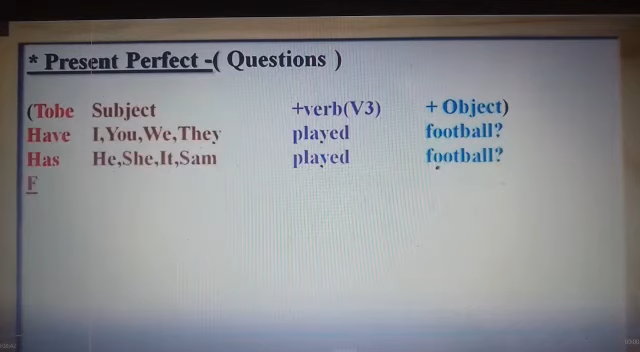 * Present Perfect -( Questions )
(Tobe Subject +verb(V3) + Object)
Have I,You,We,They played football?
Has He,She,It,Sam played football?
F